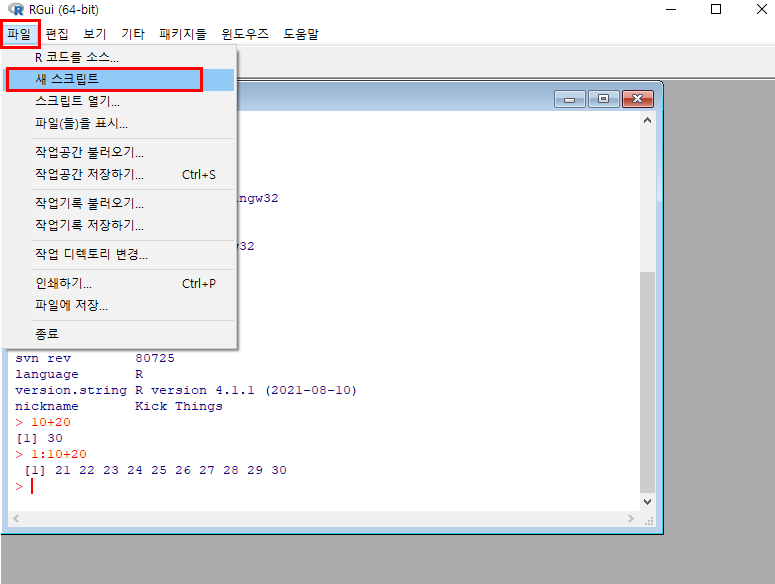 RGui (64-bit)
파일 편집 보기 기타 패키지들 윈도우즈 도움말
R 코드를 소스...
새 스크립트
스크립트 열기...
파일(들)을 표시...
작업공간 불러오기...
작업공간 저장하기... Ctrl+S
작업기록 불러오기...
작업기록 저장하기...
작업 디렉토리 변경...
인쇄하기... Ctrl+P
파일에 저장...
종료
ngw32
w32
svn rev 80725
language R
version.string R version 4.1.1 (2021-08-10)
nickname Kick Things
> 10+20
[1] 30
> 1:10+20
[1] 21 22 23 24 25 26 27 28 29 30
>